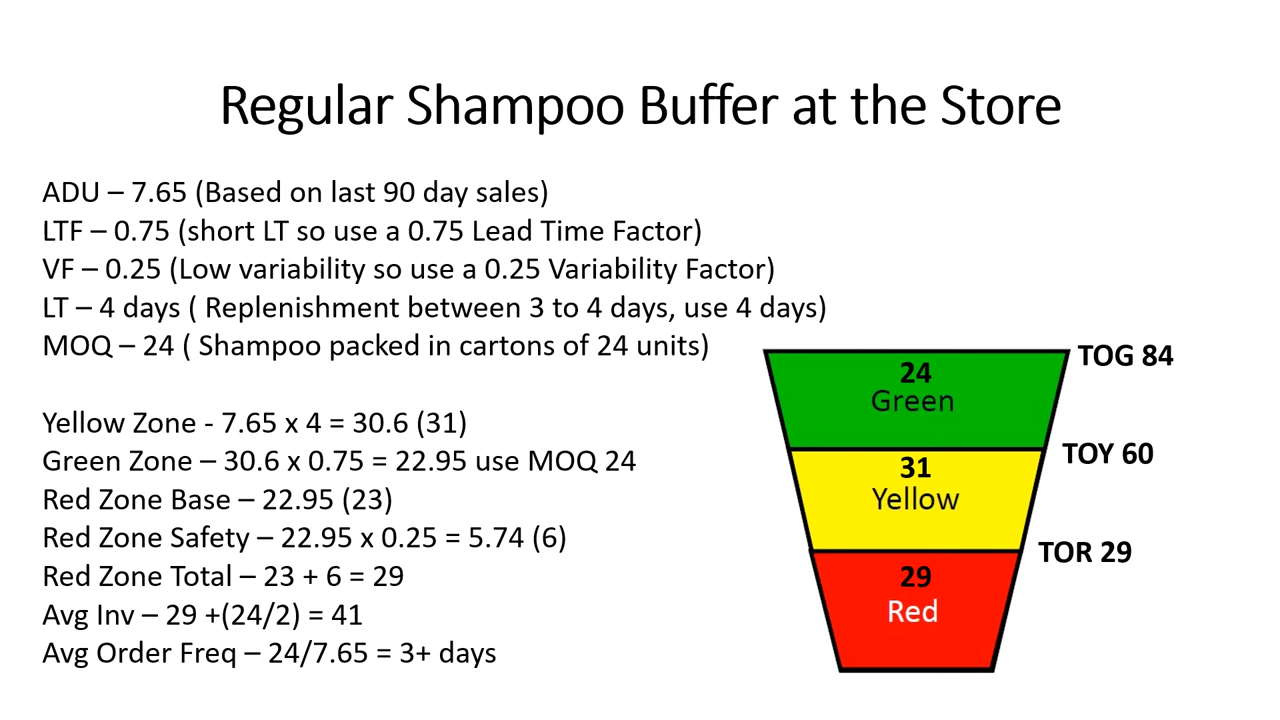 Regular Shampoo Buffer at the Store
ADU – 7.65 (Based on last 90 day sales)
LTF – 0.75 (short LT so use a 0.75 Lead Time Factor)
VF – 0.25 (Low variability so use a 0.25 Variability Factor)
LT – 4 days ( Replenishment between 3 to 4 days, use 4 days)
MOQ – 24 ( Shampoo packed in cartons of 24 units)
Yellow Zone - 7.65 x 4 = 30.6 (31)
Green Zone – 30.6 x 0.75 = 22.95 use MOQ 24
Red Zone Base – 22.95 (23)
Red Zone Safety – 22.95 x 0.25 = 5.74 (6)
Red Zone Total – 23 + 6 = 29
Avg Inv – 29 +(24/2) = 41
Avg Order Freq – 24/7.65 = 3+ days
TOG 84
24
Green
TOY 60
31
Yellow
TOR 29
29
Red